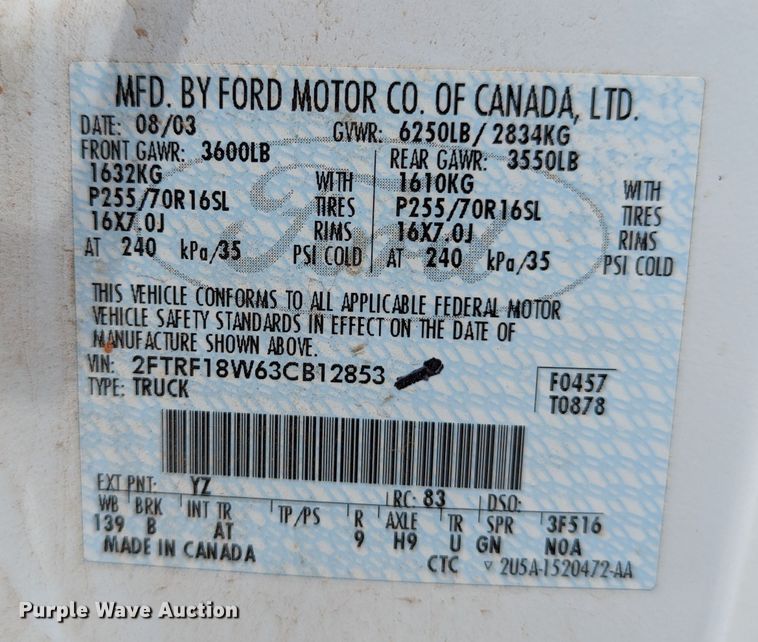 MFD. BY FORD MOTOR CO. OF CANADA, LTD.
DATE: 08/03 GVWR: 6250LB/ 2834KG
FRONT GAWR: 3600LB REAR GAWR: 3550LB
1632KG WITH 1610KG WITH
P255/70R16SL TIRES P255/70R16SL TIRES
16X7.0J RIMS 16X7.0J RIMS
AT 240 kPa/35 PSI COLD AT 240 kPa/35 PSI COLD
Ford
THIS VEHICLE CONFORMS TO ALL APPLICABLE FEDERAL MOTOR
VEHICLE SAFETY STANDARDS IN EFFECT ON THE DATE OF
MANUFACTURE SHOWN ABOVE.
VIN: 2FTRF18W63CB12853 F0457
TYPE: TRUCK T0878
EXT PNT: YZ RC: 83 DSO:
WB BRK INT TR TP/PS R AXLE TR SPR 3F516
139 B AT 9 H9 U GN NOA
MADE IN CANADA CTC 2U5A-1520472-AA
Purple Wave Auction